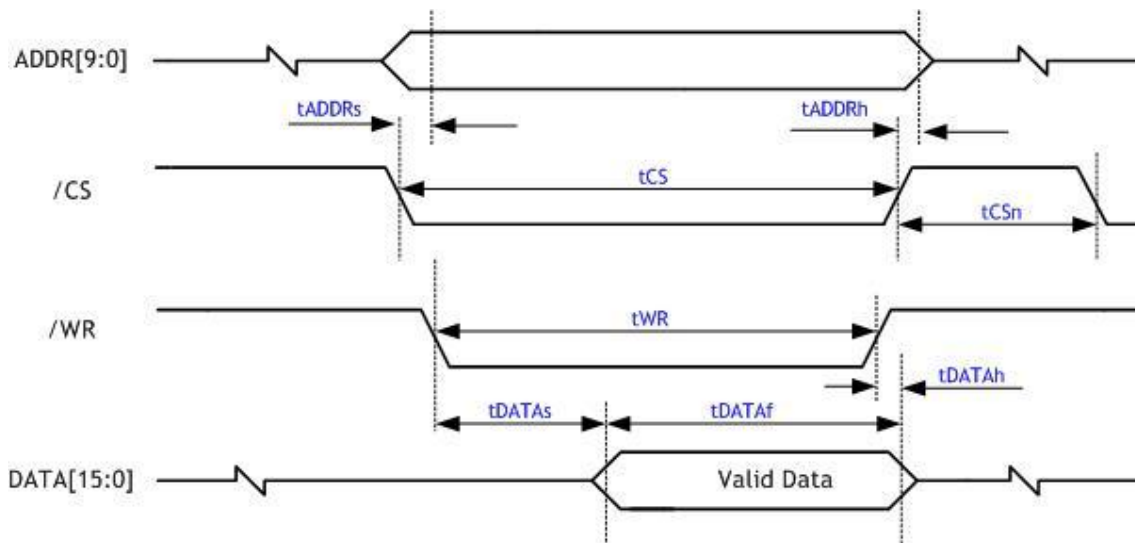 ADDR[9:0]
tADDRs
tADDRh
/CS
tCS
tCSn
/WR
tWR
tDATAh
tDATAs
tDATAf
DATA[15:0]
Valid Data